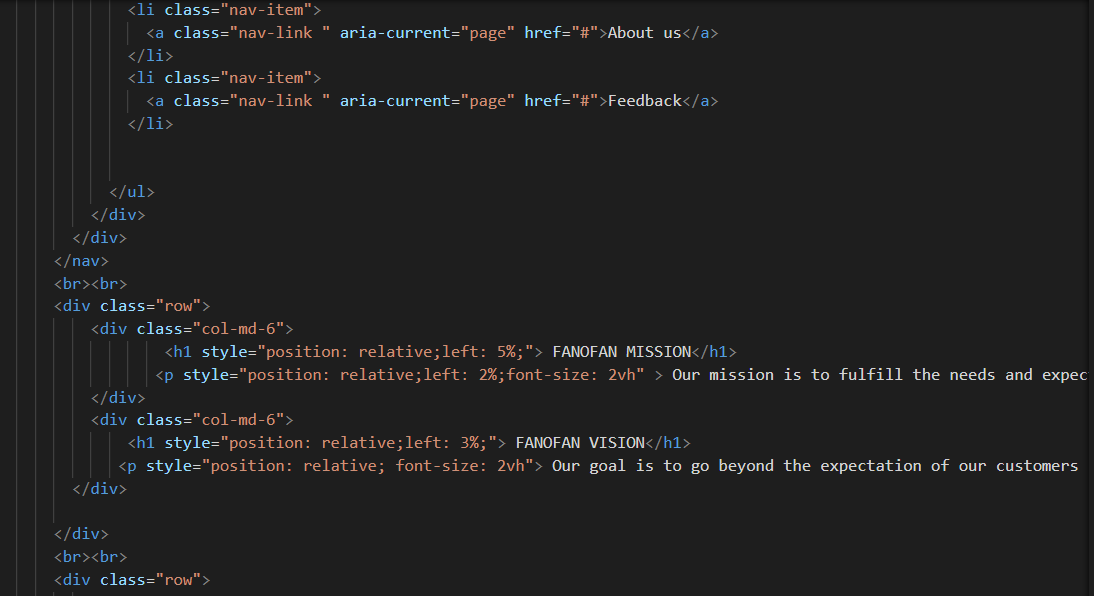 <li class="nav-item">
<a class="nav-link " aria-current="page" href="#">About us</a>
</li>
<li class="nav-item">
<a class="nav-link " aria-current="page" href="#">Feedback</a>
</li>
</ul>
</div>
</div>
</nav>
<br><br>
<div class="row">
<div class="col-md-6">
<h1 style="position: relative;left: 5%;"> FANOFAN MISSION</h1>
<p style="position: relative;left: 2%;font-size: 2vh" > Our mission is to fulfill the needs and expec
</div>
<div class="col-md-6">
<h1 style="position: relative;left: 3%;"> FANOFAN VISION</h1>
<p style="position: relative; font-size: 2vh"> Our goal is to go beyond the expectation of our customers
</div>
</div>
<br><br>
<div class="row">